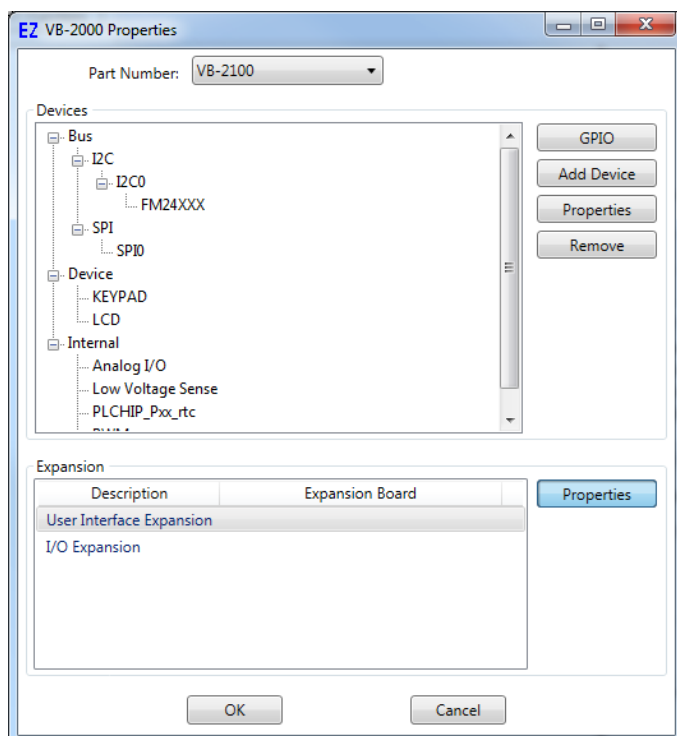 EZ VB-2000 Properties
Part Number: VB-2100
Devices
Bus
I2C
I2C0
FM24XXX
SPI
SPI0
Device
KEYPAD
LCD
Internal
Analog I/O
Low Voltage Sense
PLCHIP_Pxx_rtc
GPIO
Add Device
Properties
Remove
Expansion
Description Expansion Board
User Interface Expansion
I/O Expansion
Properties
OK Cancel